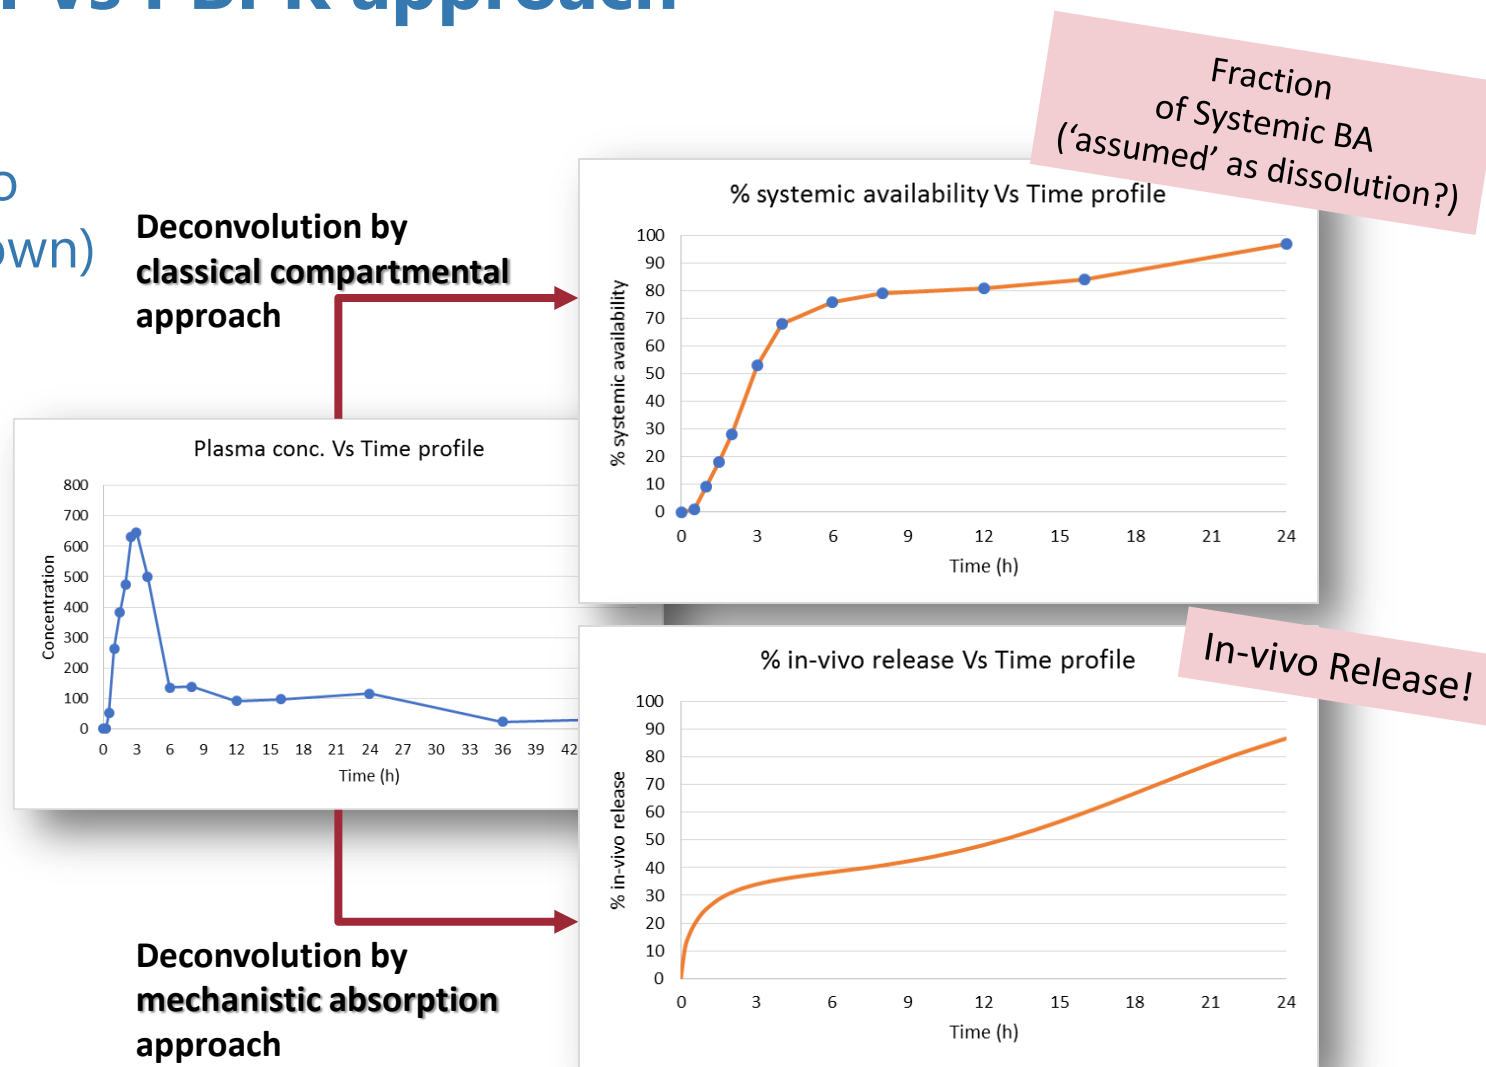 vs PBPK approach
own)
Deconvolution by
classical compartmental
approach
Fraction
of Systemic BA
(‘assumed’ as dissolution?)
% systemic availability Vs Time profile
% systemic availability
100
90
80
70
60
50
40
30
20
10
0
0 3 6 9 12 15 18 21 24
Time (h)
Plasma conc. Vs Time profile
Concentration
800
700
600
500
400
300
200
100
0
0 3 6 9 12 15 18 21 24 27 30 33 36 39 42
Time (h)
In-vivo Release!
% in-vivo release Vs Time profile
% in-vivo release
100
90
80
70
60
50
40
30
20
10
0
0 3 6 9 12 15 18 21 24
Time (h)
Deconvolution by
mechanistic absorption
approach